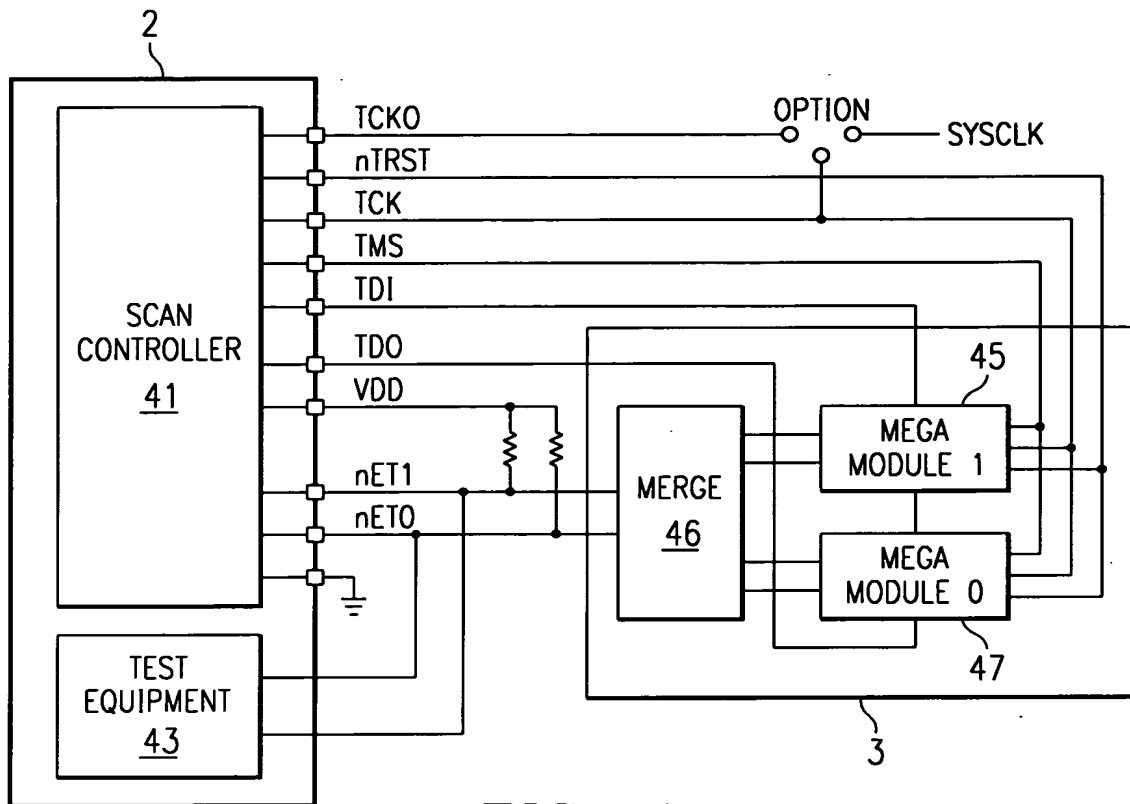 2
TCKO
OPTION
SYSCLK
nTRST
TCK
TMS
TDI
SCAN
CONTROLLER
41
TDO
VDD
45
MEGA
MODULE 1
nET1
MERGE
46
nET0
MEGA
MODULE 0
TEST
EQUIPMENT
43
47
3